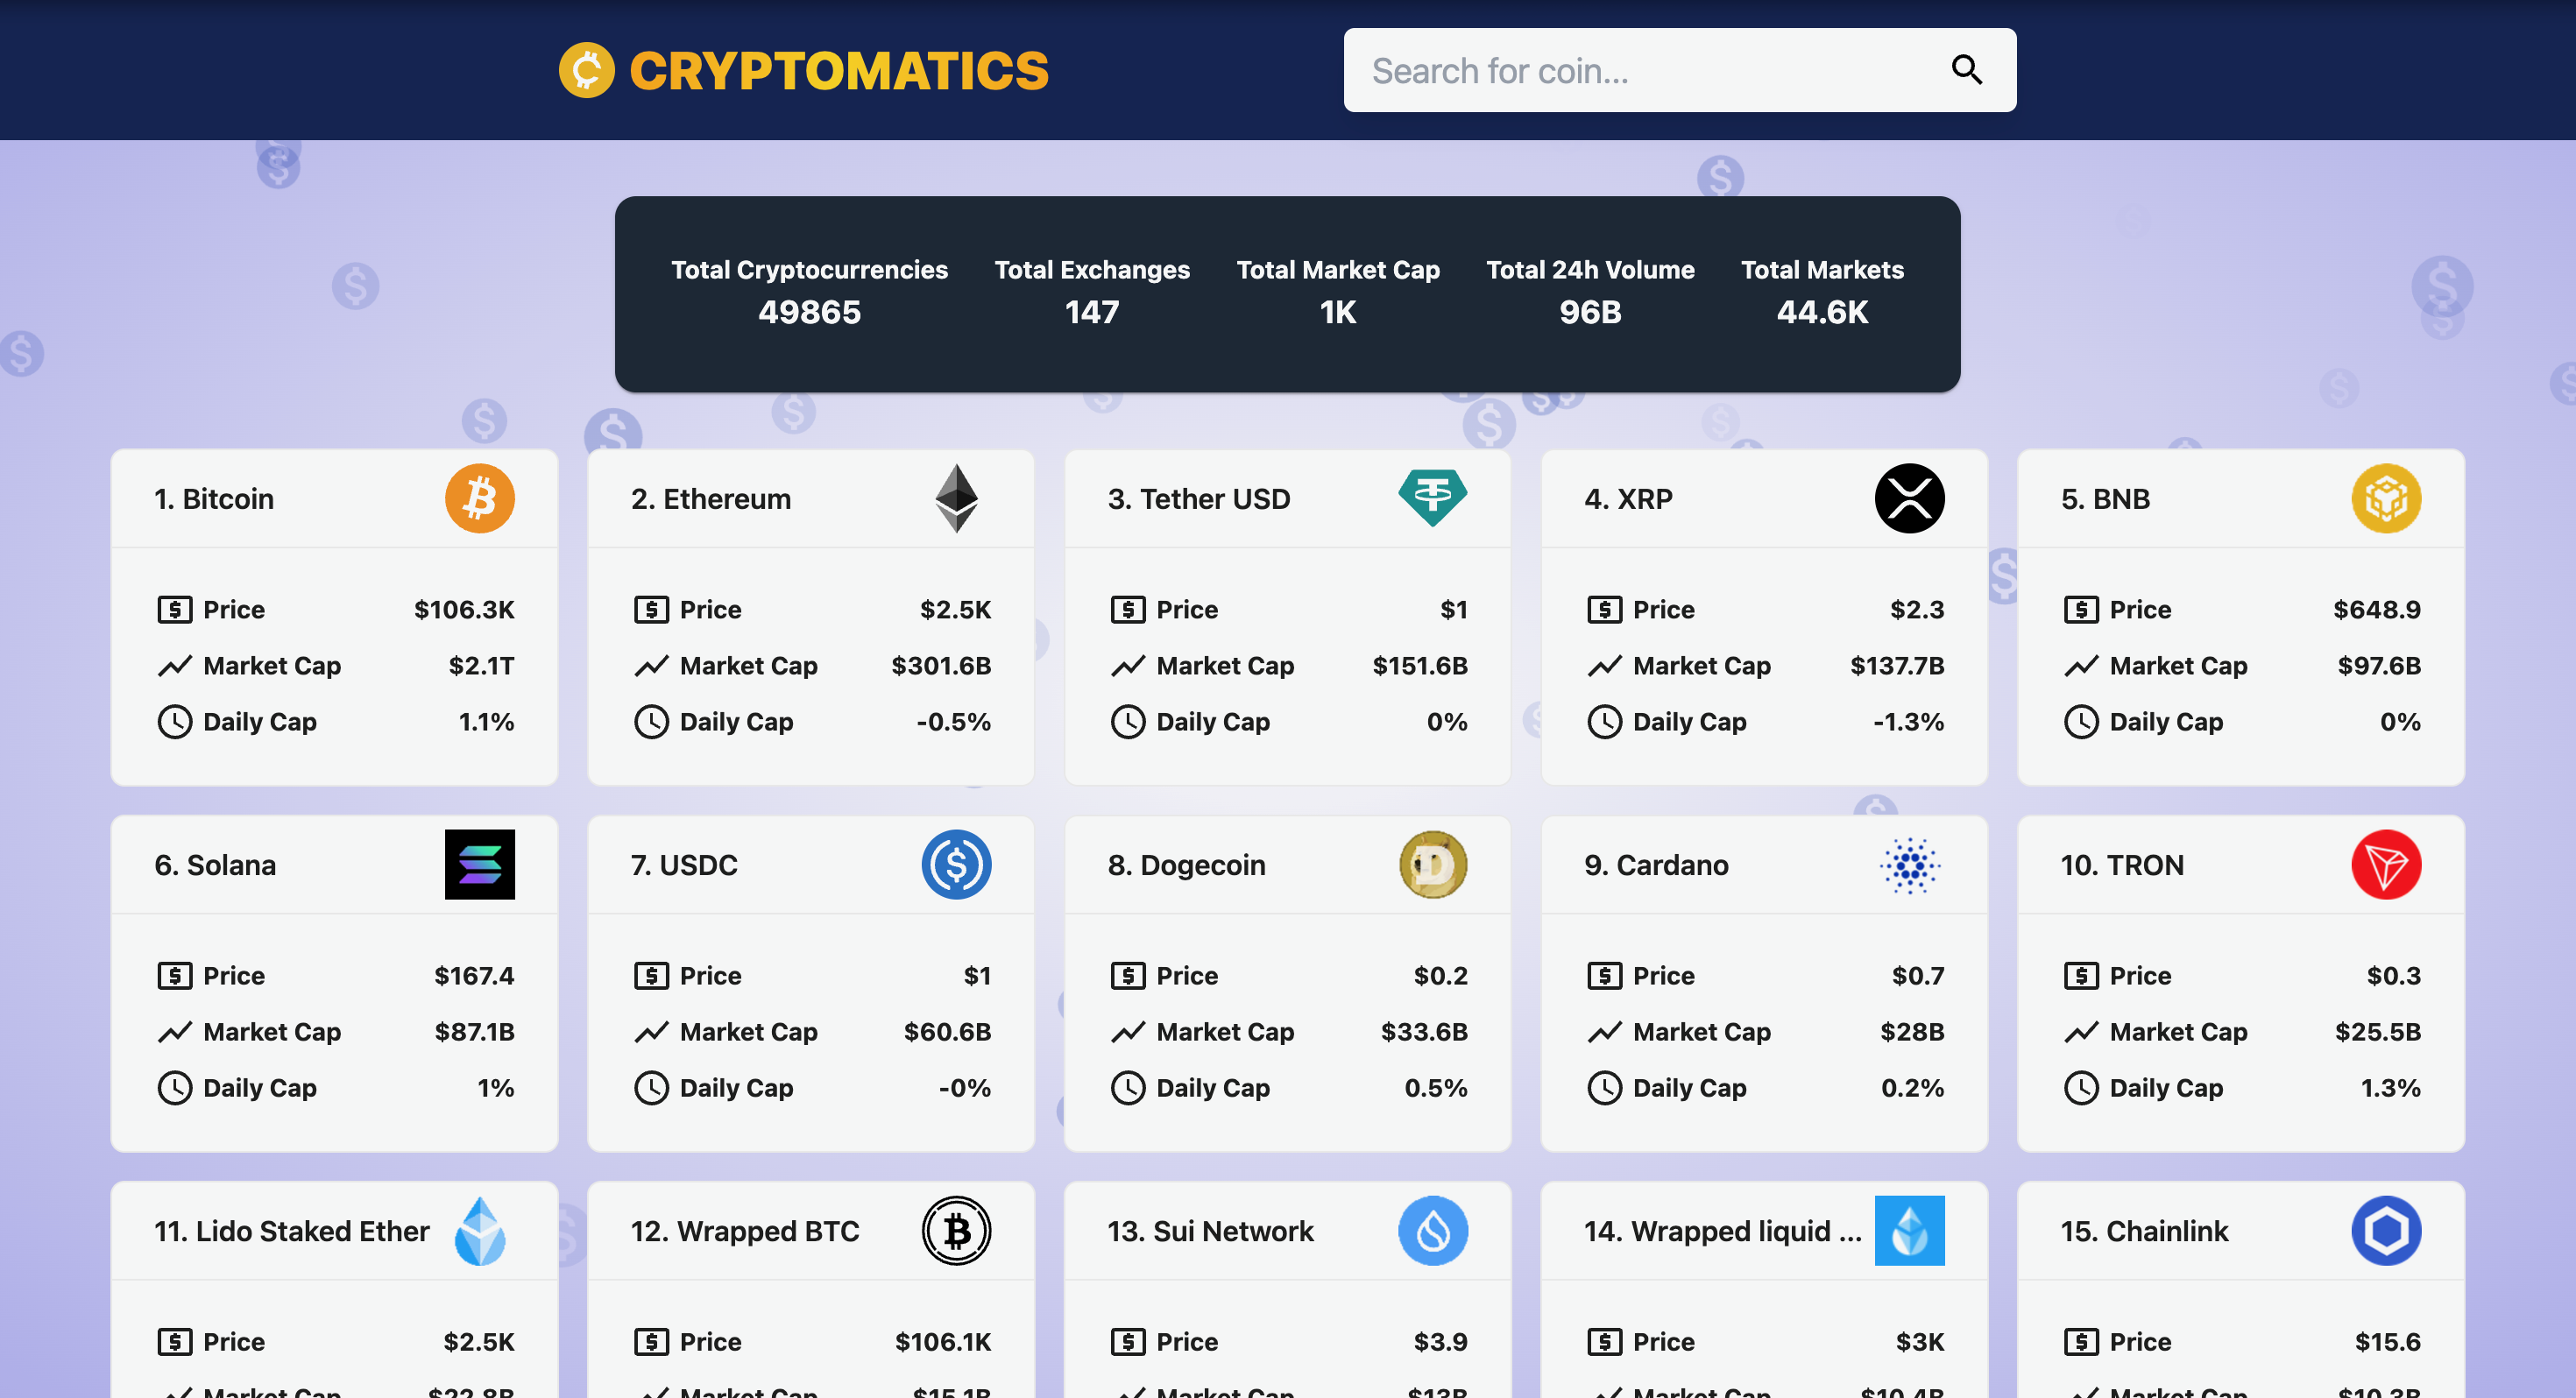 CRYPTOMATICS
Search for coin...
Total Cryptocurrencies Total Exchanges Total Market Cap Total 24h Volume Total Markets
49865 147 1K 96B 44.6K
1. Bitcoin 2. Ethereum 3. Tether USD 4. XRP 5. BNB
Price $106.3K Price $2.5K Price $1 Price $2.3 Price $648.9
Market Cap $2.1T Market Cap $301.6B Market Cap $151.6B Market Cap $137.7B Market Cap $97.6B
Daily Cap 1.1% Daily Cap -0.5% Daily Cap 0% Daily Cap -1.3% Daily Cap 0%
6. Solana 7. USDC 8. Dogecoin 9. Cardano 10. TRON
Price $167.4 Price $1 Price $0.2 Price $0.7 Price $0.3
Market Cap $87.1B Market Cap $60.6B Market Cap $33.6B Market Cap $28B Market Cap $25.5B
Daily Cap 1% Daily Cap -0% Daily Cap 0.5% Daily Cap 0.2% Daily Cap 1.3%
11. Lido Staked Ether 12. Wrapped BTC 13. Sui Network 14. Wrapped liquid ... 15. Chainlink
Price $2.5K Price $106.1K Price $3.9 Price $3K Price $15.6
Market Cap $22.8B Market Cap $15.1B Market Cap $13B Market Cap $10.4B Market Cap $10.3B